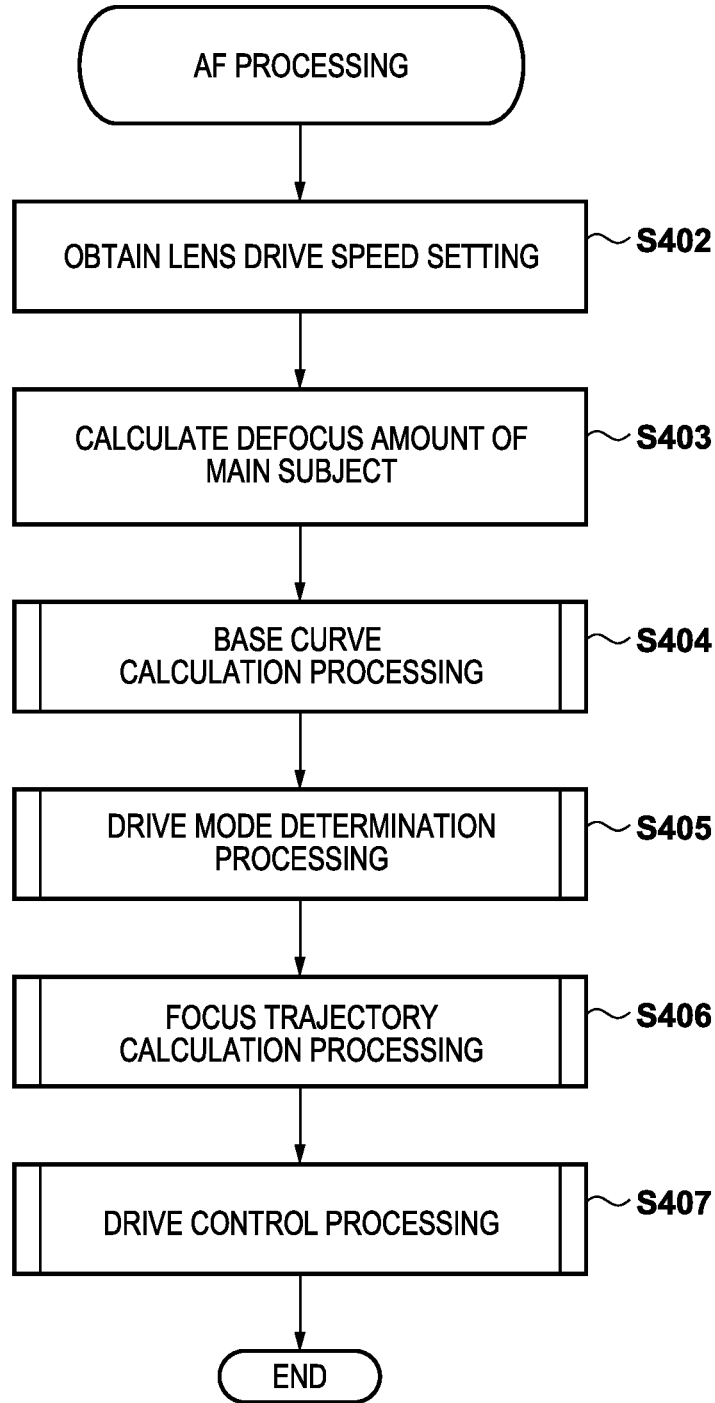 AF PROCESSING
OBTAIN LENS DRIVE SPEED SETTING
S402
CALCULATE DEFOCUS AMOUNT OF
MAIN SUBJECT
S403
BASE CURVE
CALCULATION PROCESSING
S404
DRIVE MODE DETERMINATION
PROCESSING
S405
FOCUS TRAJECTORY
CALCULATION PROCESSING
S406
DRIVE CONTROL PROCESSING
S407
END